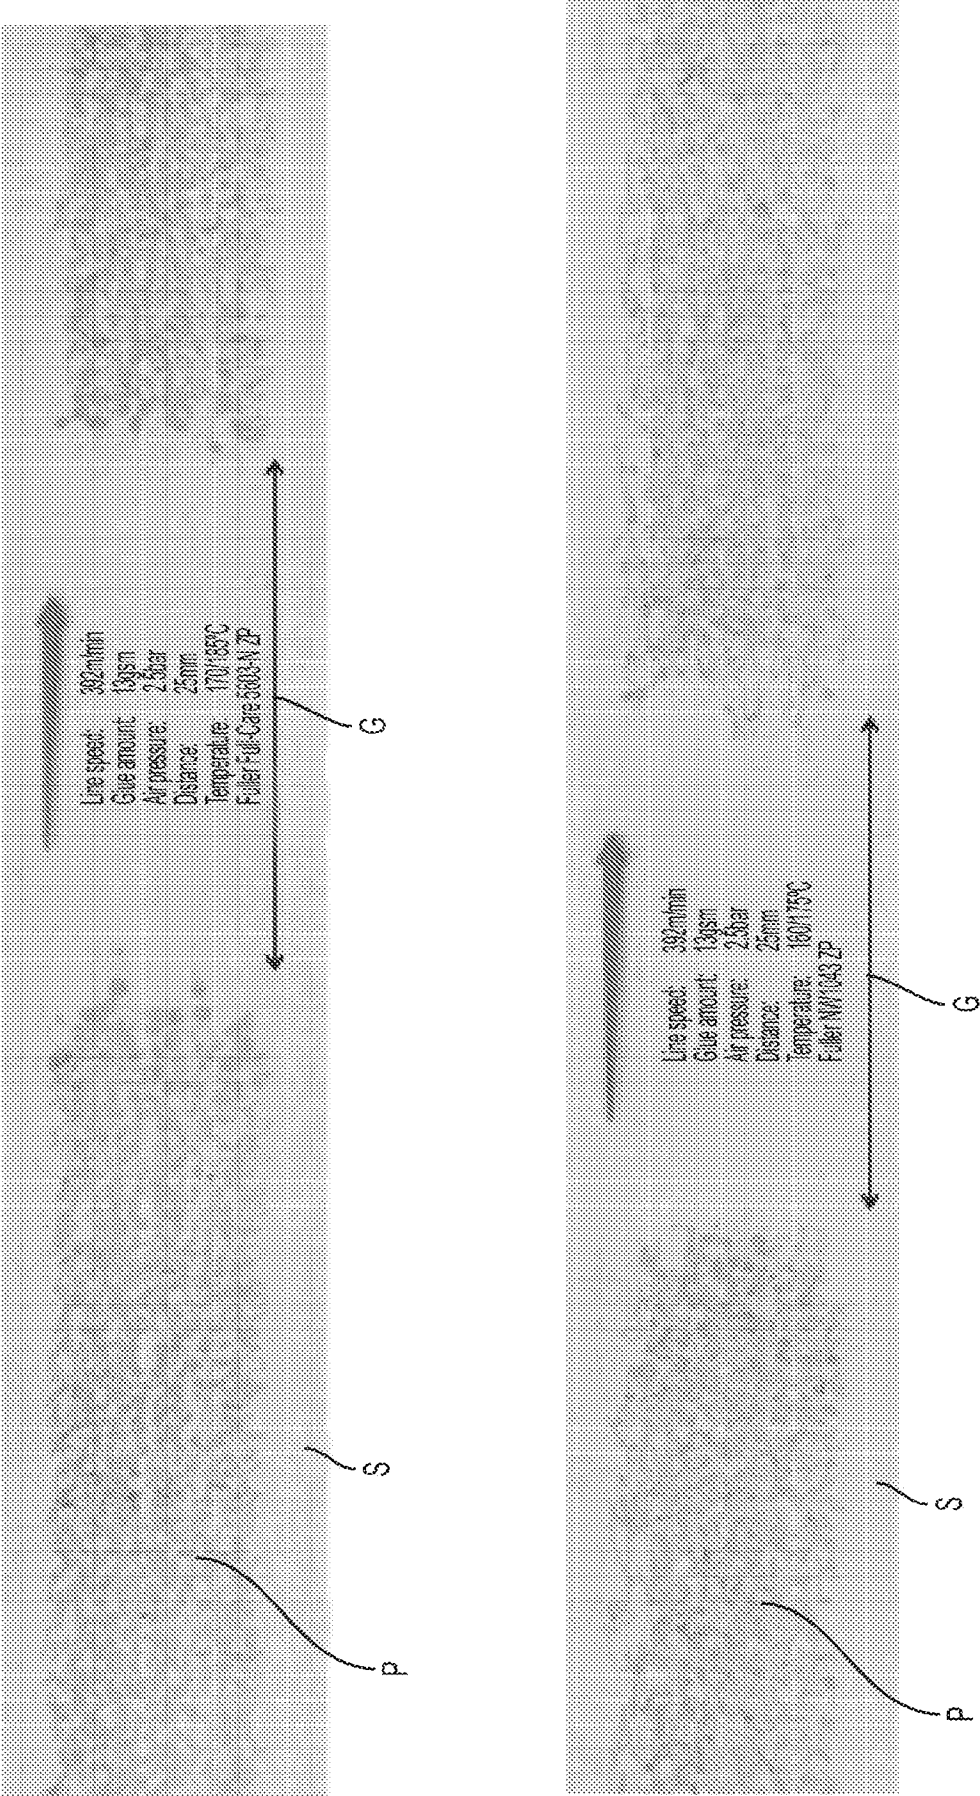 Line speed: 392m/min
Glue amount: 13gsm
Air pressure: 2.5bar
Distance: 25mm
Temperature: 170/185ºC
Fuller Full-Care 5803-N ZP
G
S
P
Line speed: 392m/min
Glue amount: 13gsm
Air pressure: 2.5bar
Distance: 25mm
Temperature: 160/175ºC
Fuller NW1043 ZP
G
S
P